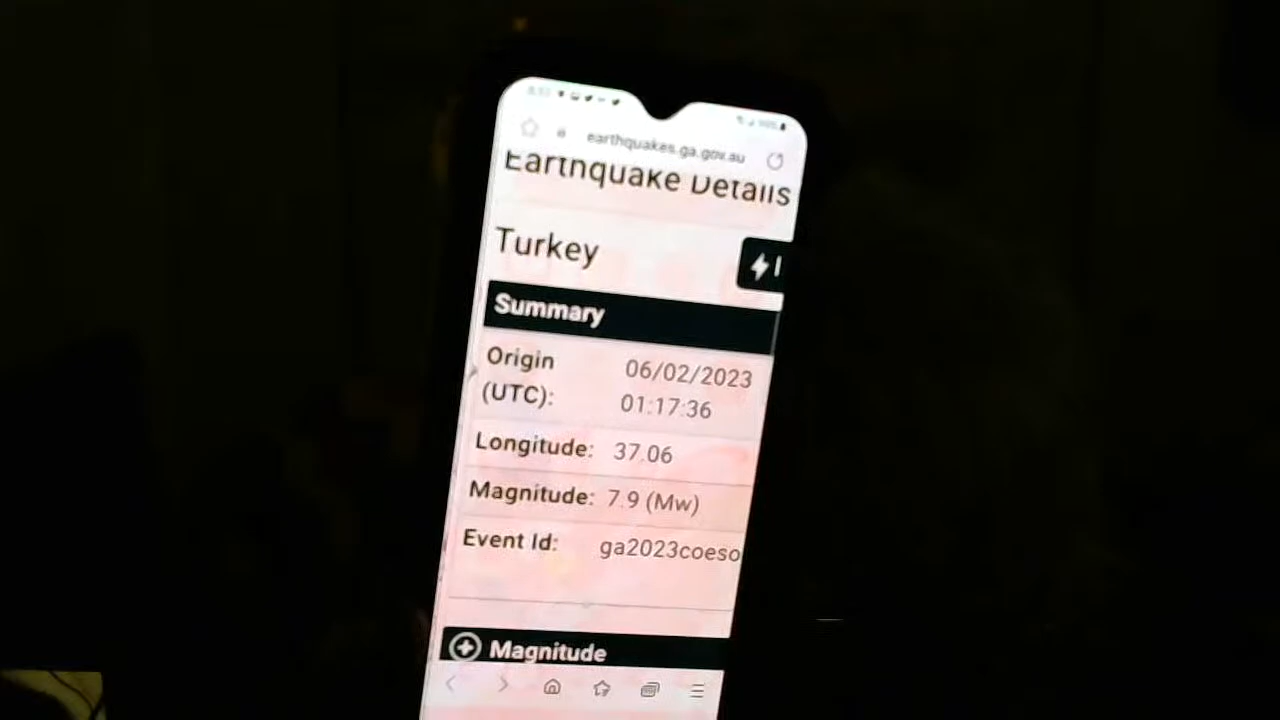 earthquakes.ga.gov.au
Earthquake Details
Turkey
Summary
Origin (UTC): 06/02/2023 01:17:36
Longitude: 37.06
Magnitude: 7.9 (Mw)
Event Id: ga2023coeso
Magnitude